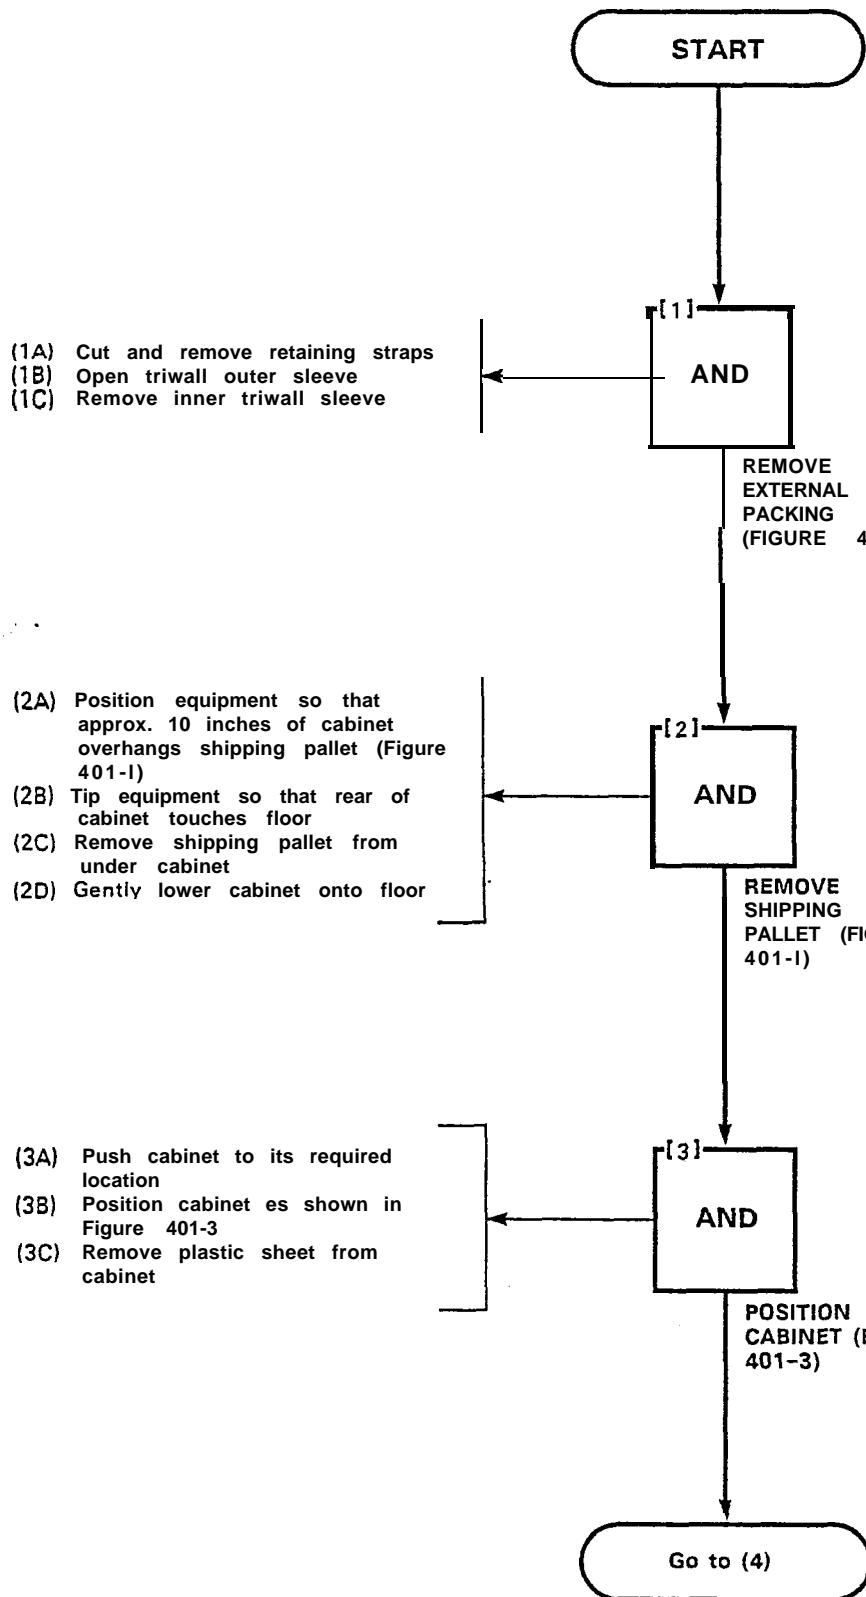 START
[1]
AND
(1A) Cut and remove retaining straps
(1B) Open triwall outer sleeve
(1C) Remove inner triwall sleeve
REMOVE
EXTERNAL
PACKING
(FIGURE 4
[2]
AND
(2A) Position equipment so that
approx. 10 inches of cabinet
overhangs shipping pallet (Figure
401-I)
(2B) Tip equipment so that rear of
cabinet touches floor
(2C) Remove shipping pallet from
under cabinet
(2D) Gently lower cabinet onto floor
REMOVE
SHIPPING
PALLET (FI
401-I)
[3]
AND
(3A) Push cabinet to its required
location
(3B) Position cabinet es shown in
Figure 401-3
(3C) Remove plastic sheet from
cabinet
POSITION
CABINET (
401-3)
Go to (4)